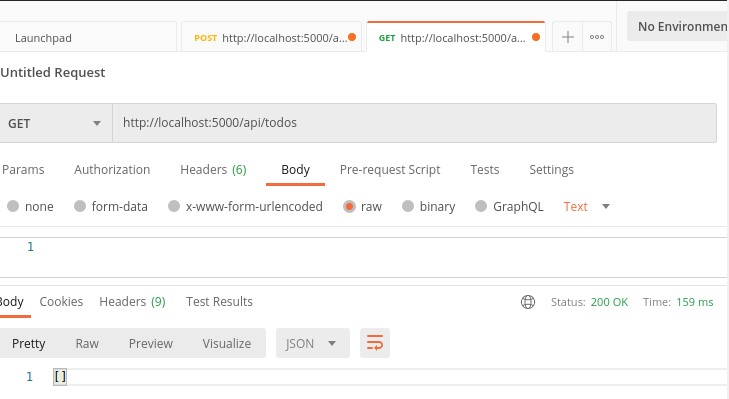 Launchpad
POST http://localhost:5000/a...
GET http://localhost:5000/a...
No Environmen
Untitled Request
GET http://localhost:5000/api/todos
Params Authorization Headers (6) Body Pre-request Script Tests Settings
none form-data x-www-form-urlencoded raw binary GraphQL Text
1
Body Cookies Headers (9) Test Results Status: 200 OK Time: 159 ms
Pretty Raw Preview Visualize JSON
1 []